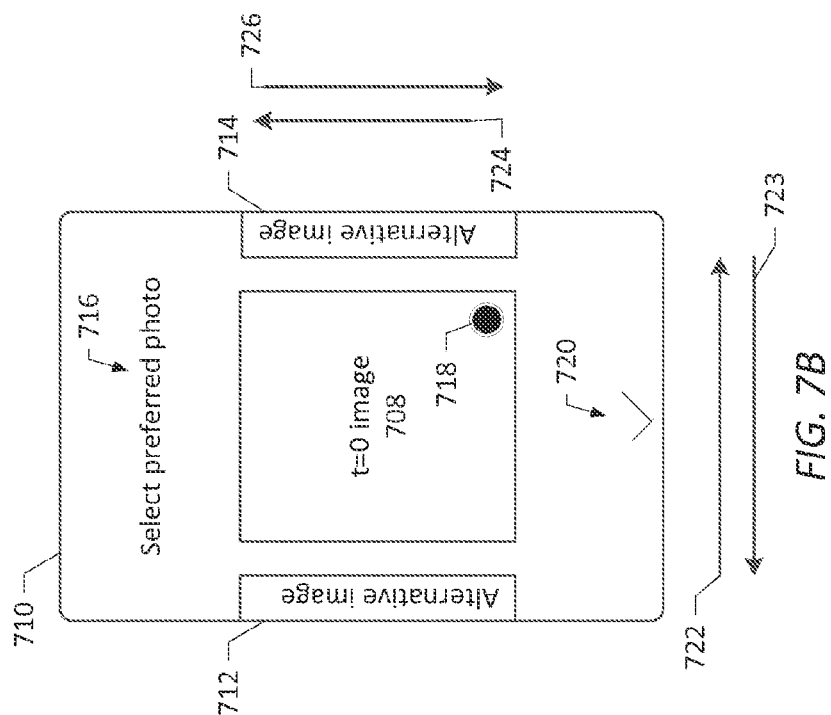 710
716
Select preferred photo
712
Alternative image
t=0 image
708
718
Alternative image
714
726
724
720
722
723
FIG. 7B